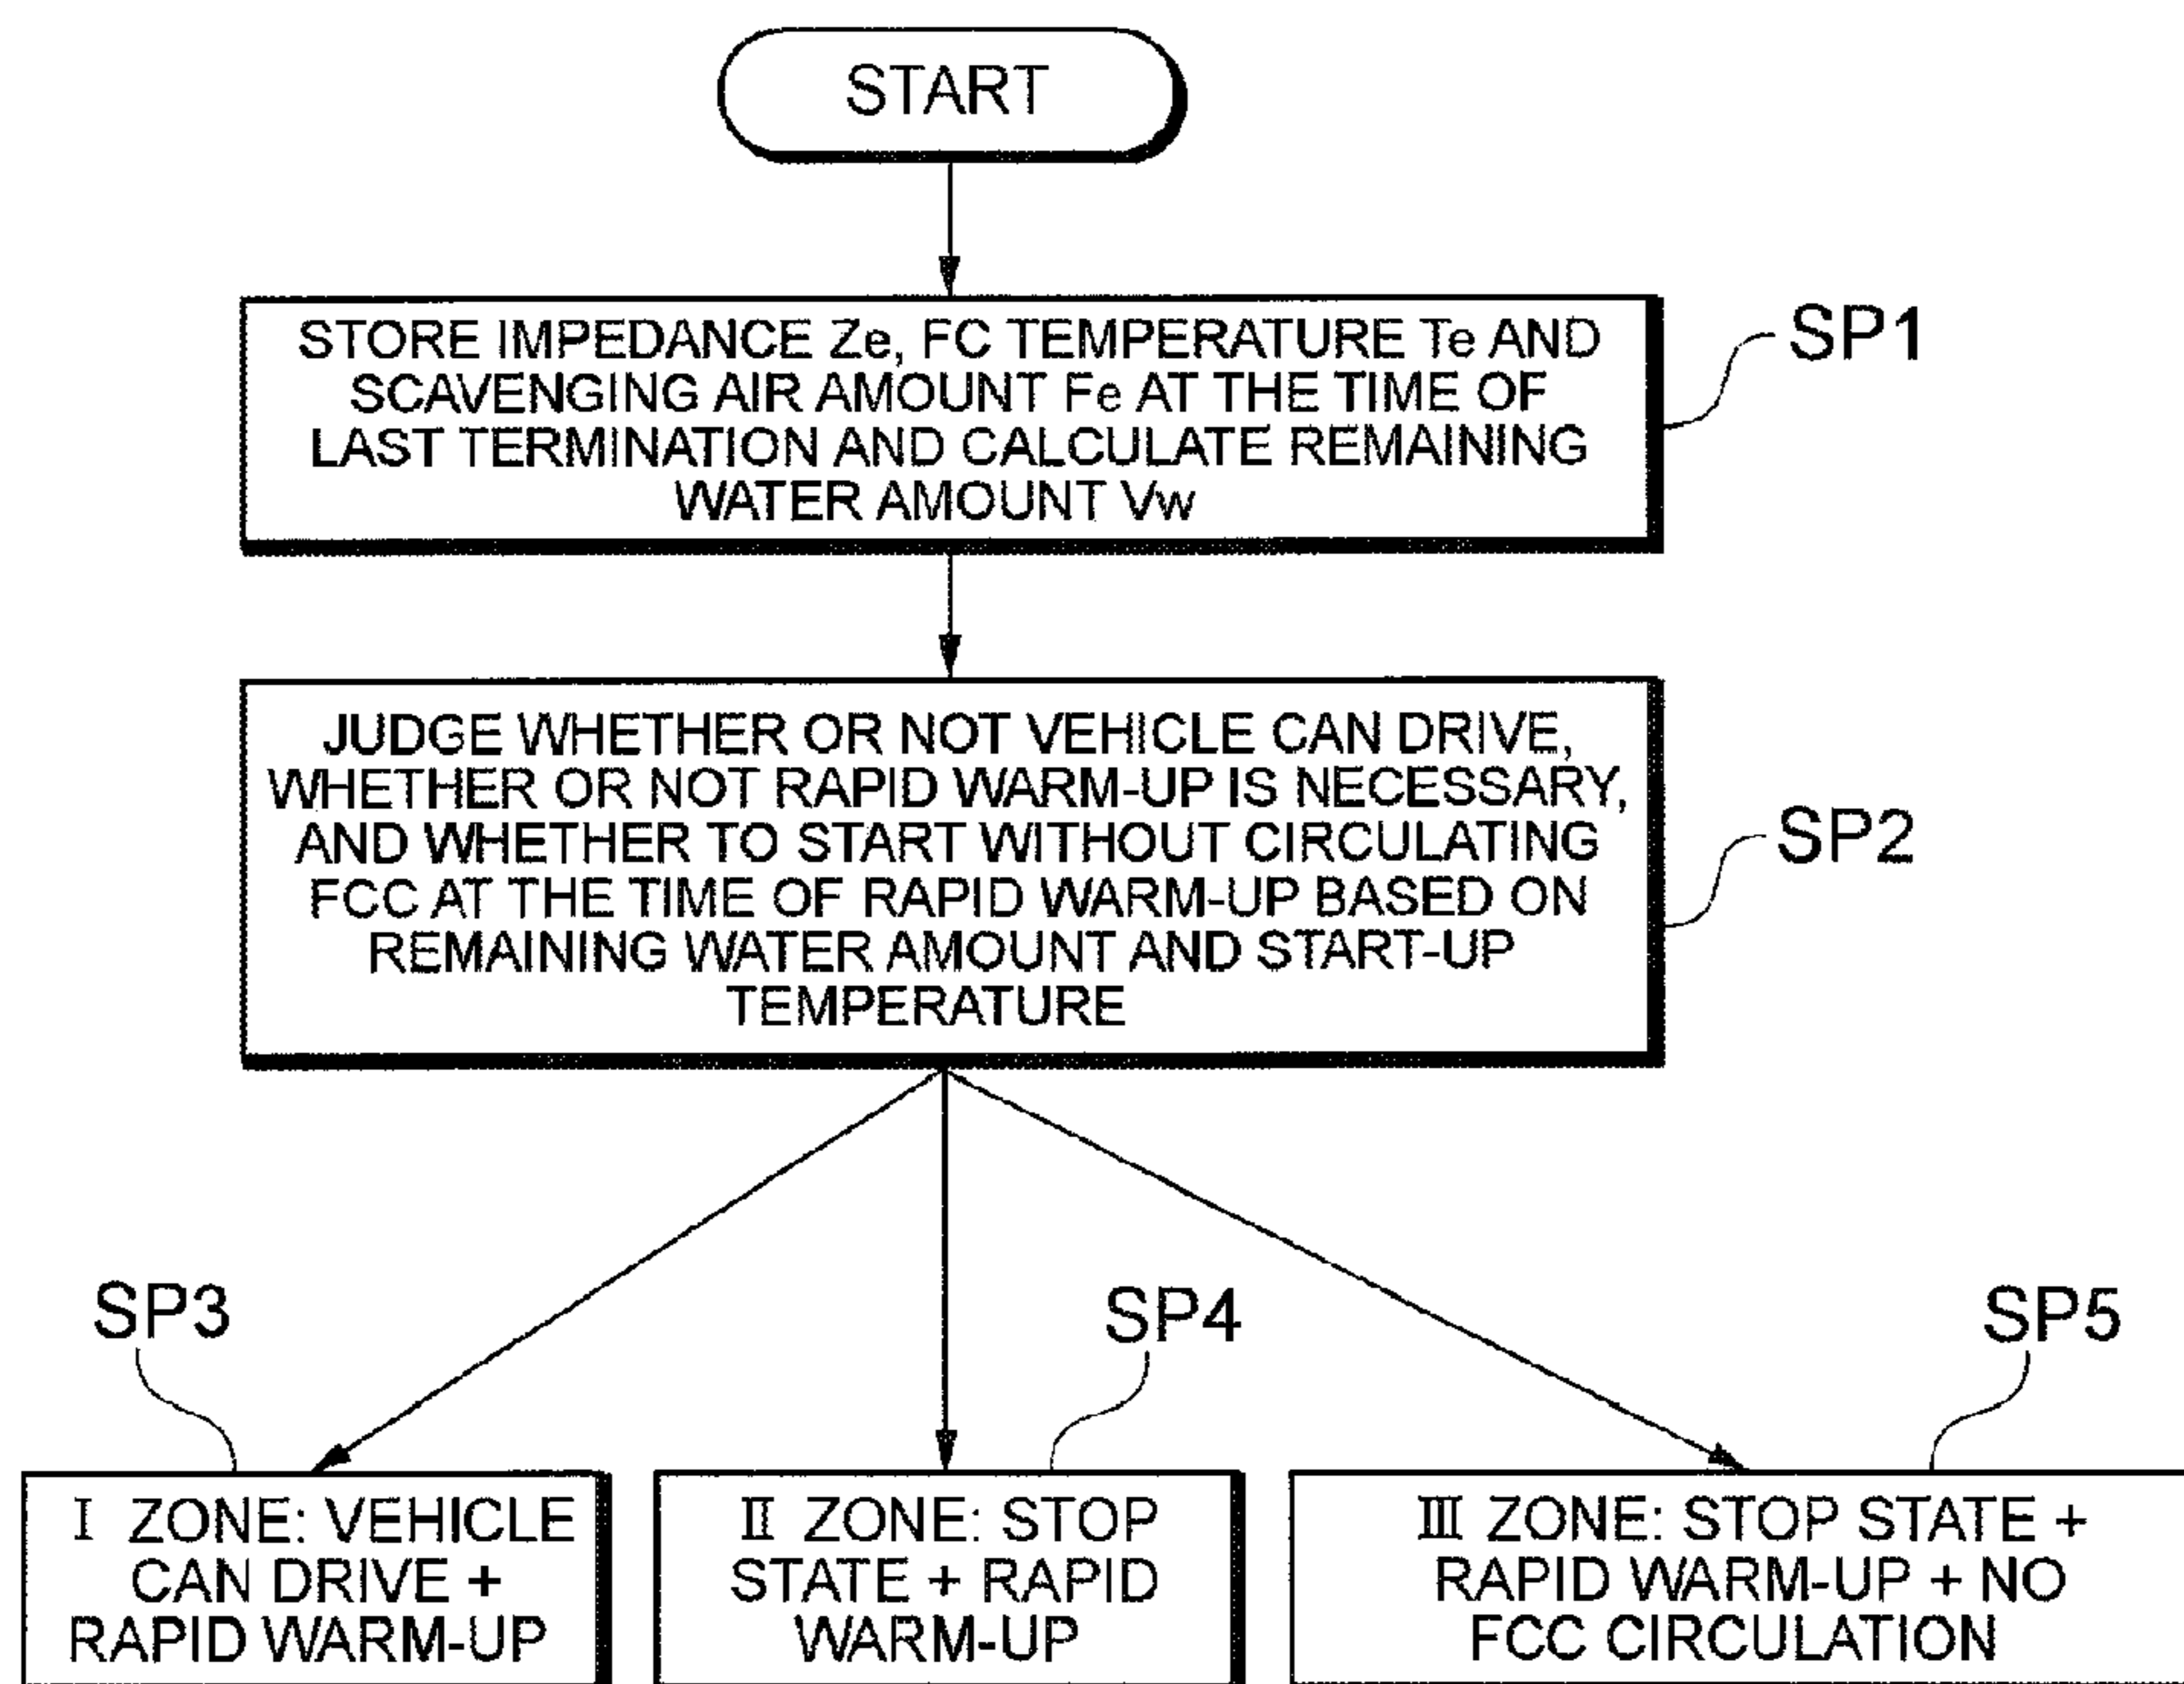 START
STORE IMPEDANCE Ze, FC TEMPERATURE Te AND
SCAVENGING AIR AMOUNT Fe AT THE TIME OF
LAST TERMINATION AND CALCULATE REMAINING
WATER AMOUNT Vw
SP1
JUDGE WHETHER OR NOT VEHICLE CAN DRIVE,
WHETHER OR NOT RAPID WARM-UP IS NECESSARY,
AND WHETHER TO START WITHOUT CIRCULATING
FCC AT THE TIME OF RAPID WARM-UP BASED ON
REMAINING WATER AMOUNT AND START-UP
TEMPERATURE
SP2
SP3
I ZONE: VEHICLE
CAN DRIVE +
RAPID WARM-UP
SP4
II ZONE: STOP
STATE + RAPID
WARM-UP
SP5
III ZONE: STOP STATE +
RAPID WARM-UP + NO
FCC CIRCULATION